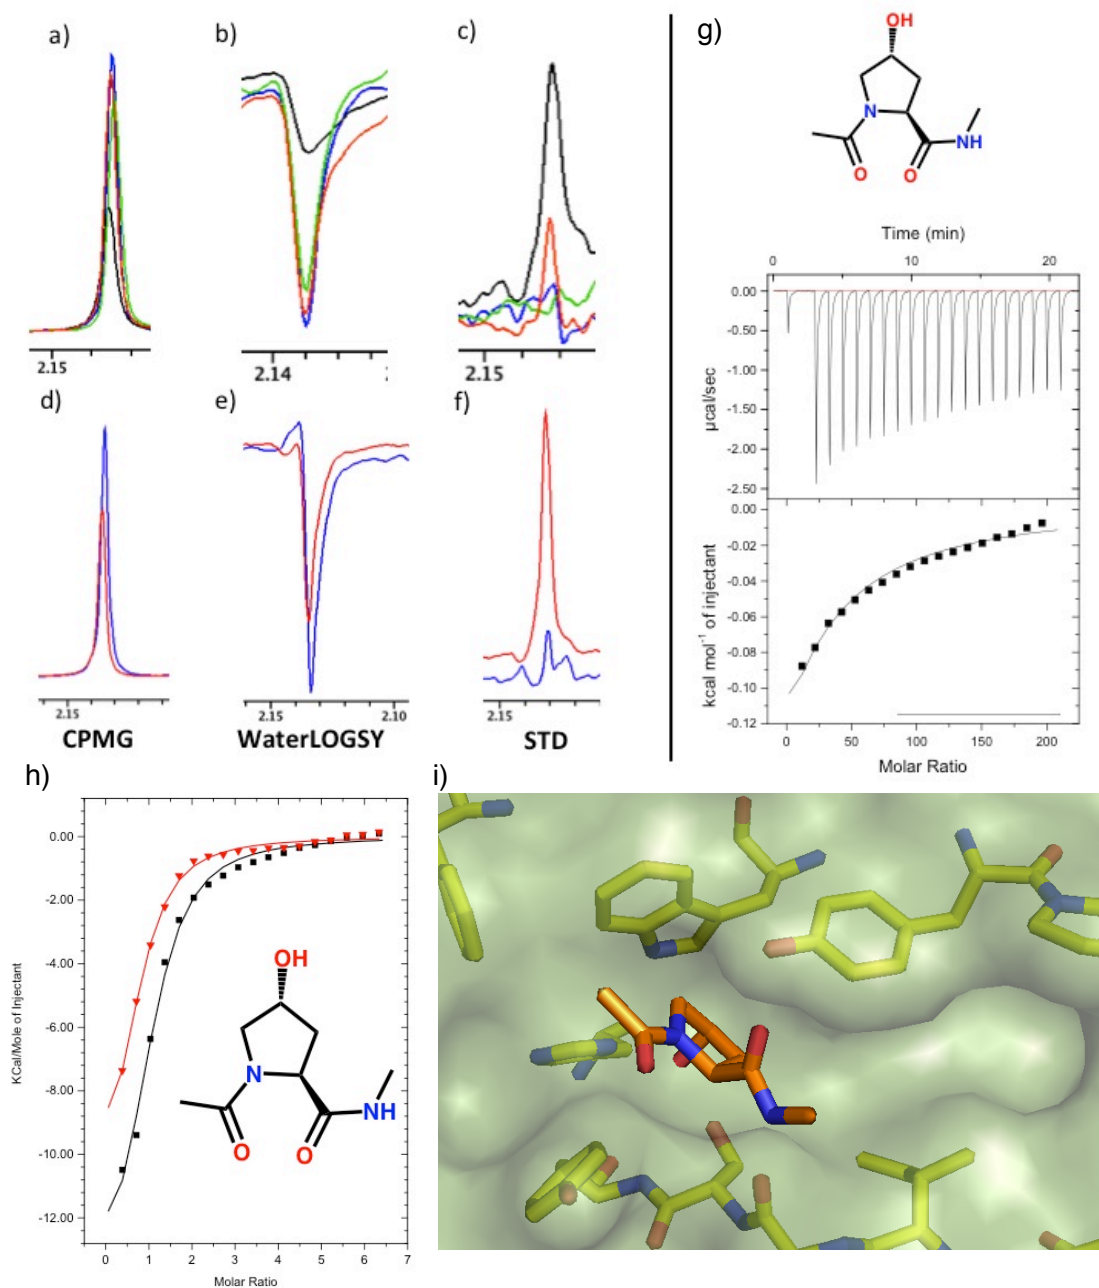 a)
b)
c)
2.15
2.14
2.15
d)
e)
f)
2.15
2.15
2.10
2.15
CPMG
WaterLOGSY
STD
g)
OH
N
NH
O
O
Time (min)
0
10
20
0.00
-0.50
-1.00
-1.50
-2.00
-2.50
µcal/sec
0.00
-0.02
-0.04
-0.06
-0.08
-0.10
-0.12
kcal mol-1 of injectant
0
50
100
150
200
Molar Ratio
h)
0.00
-2.00
-4.00
-6.00
-8.00
-10.00
-12.00
KCal/Mole of Injectant
OH
N
NH
O
O
0
1
2
3
4
5
6
7
Molar Ratio
i)